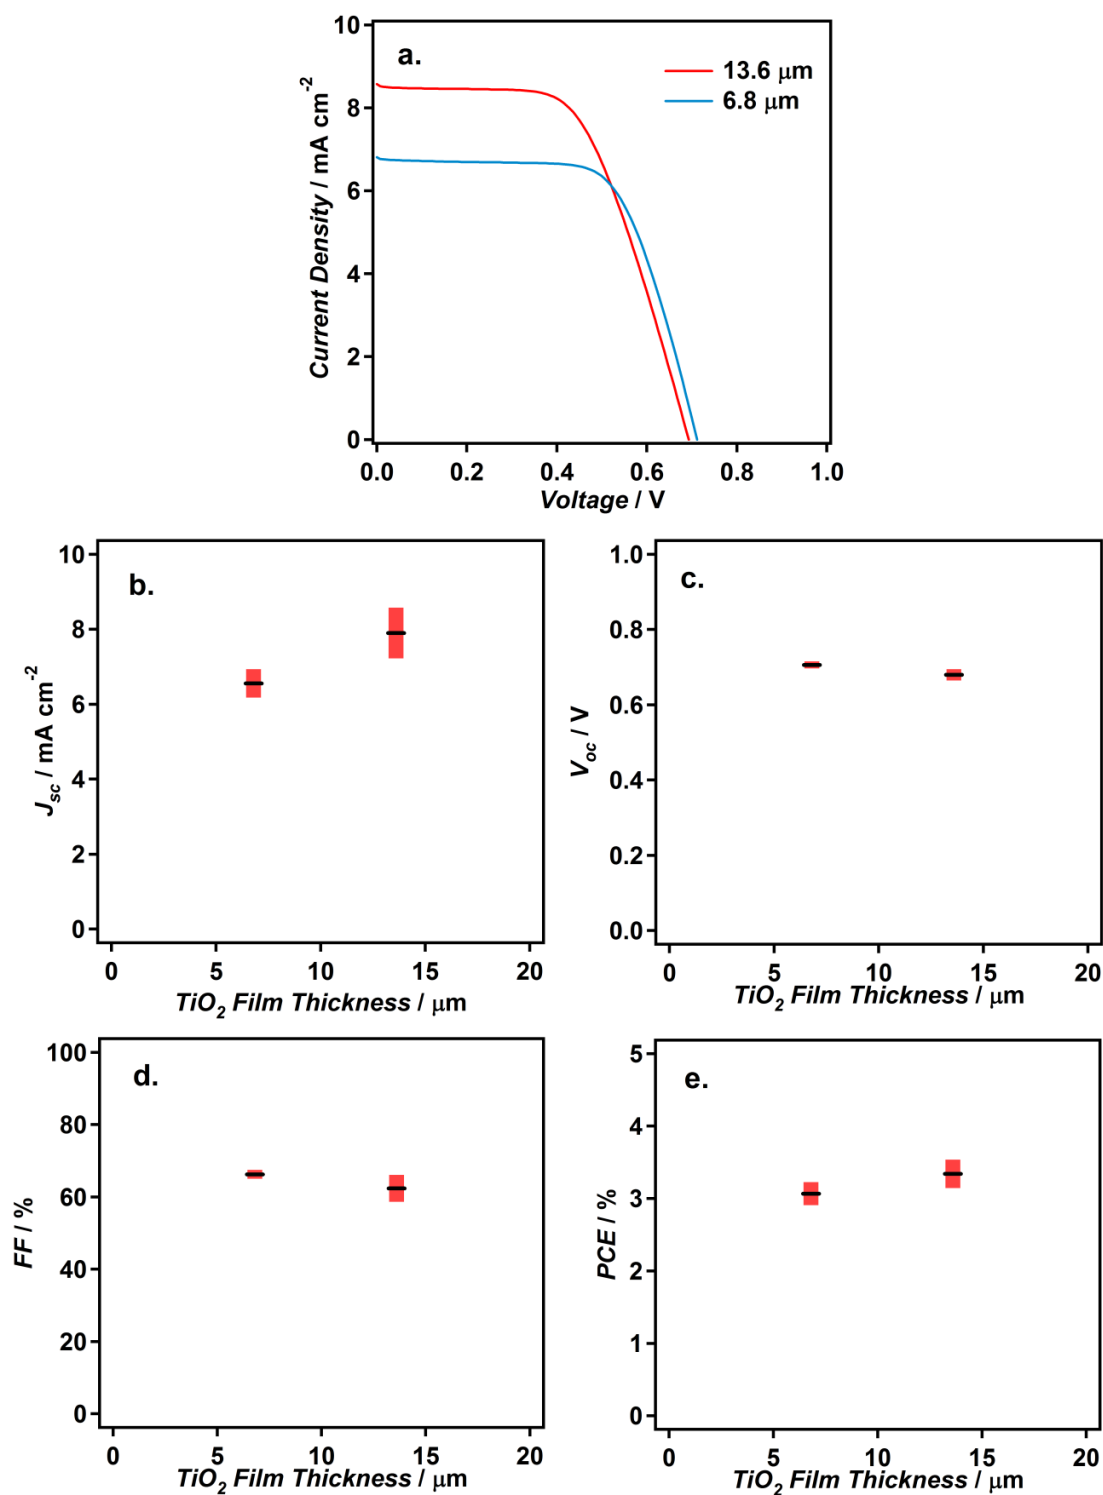 a.
13.6 μm
6.8 μm
Current Density / mA cm-2
10
8
6
4
2
0
0.0 0.2 0.4 0.6 0.8 1.0
Voltage / V
b.
Jsc / mA cm-2
10
8
6
4
2
0
0 5 10 15 20
TiO2 Film Thickness / μm
c.
Voc / V
1.0
0.8
0.6
0.4
0.2
0.0
0 5 10 15 20
TiO2 Film Thickness / μm
d.
FF / %
100
80
60
40
20
0
0 5 10 15 20
TiO2 Film Thickness / μm
e.
PCE / %
5
4
3
2
1
0
0 5 10 15 20
TiO2 Film Thickness / μm